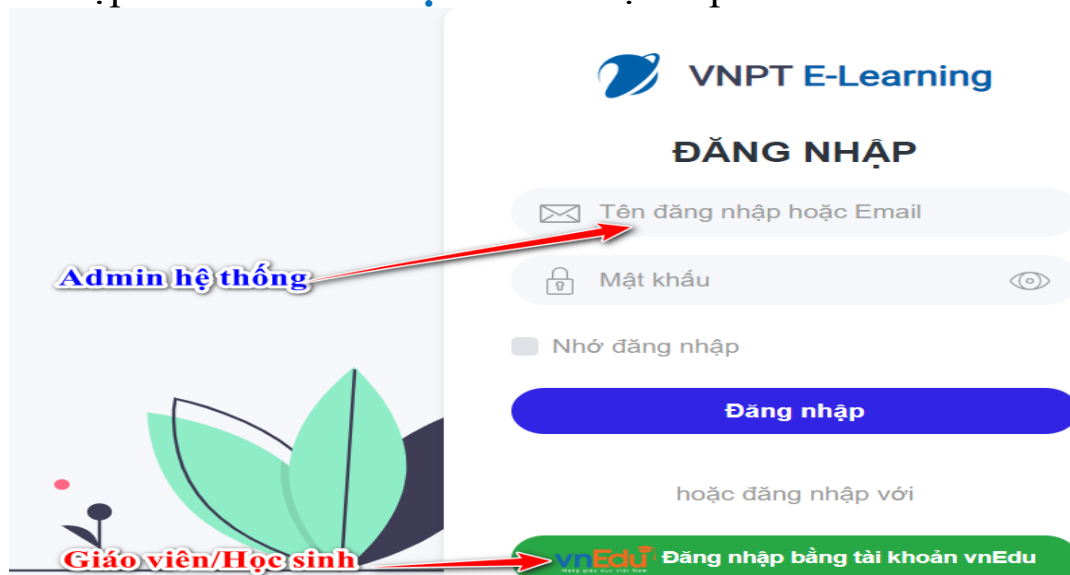 VNPT E-Learning
ĐĂNG NHẬP
Tên đăng nhập hoặc Email
Admin hệ thống
Mật khẩu
Nhớ đăng nhập
Đăng nhập
hoặc đăng nhập với
Giáo viên/Học sinh
vnEdu Đăng nhập bằng tài khoản vnEdu